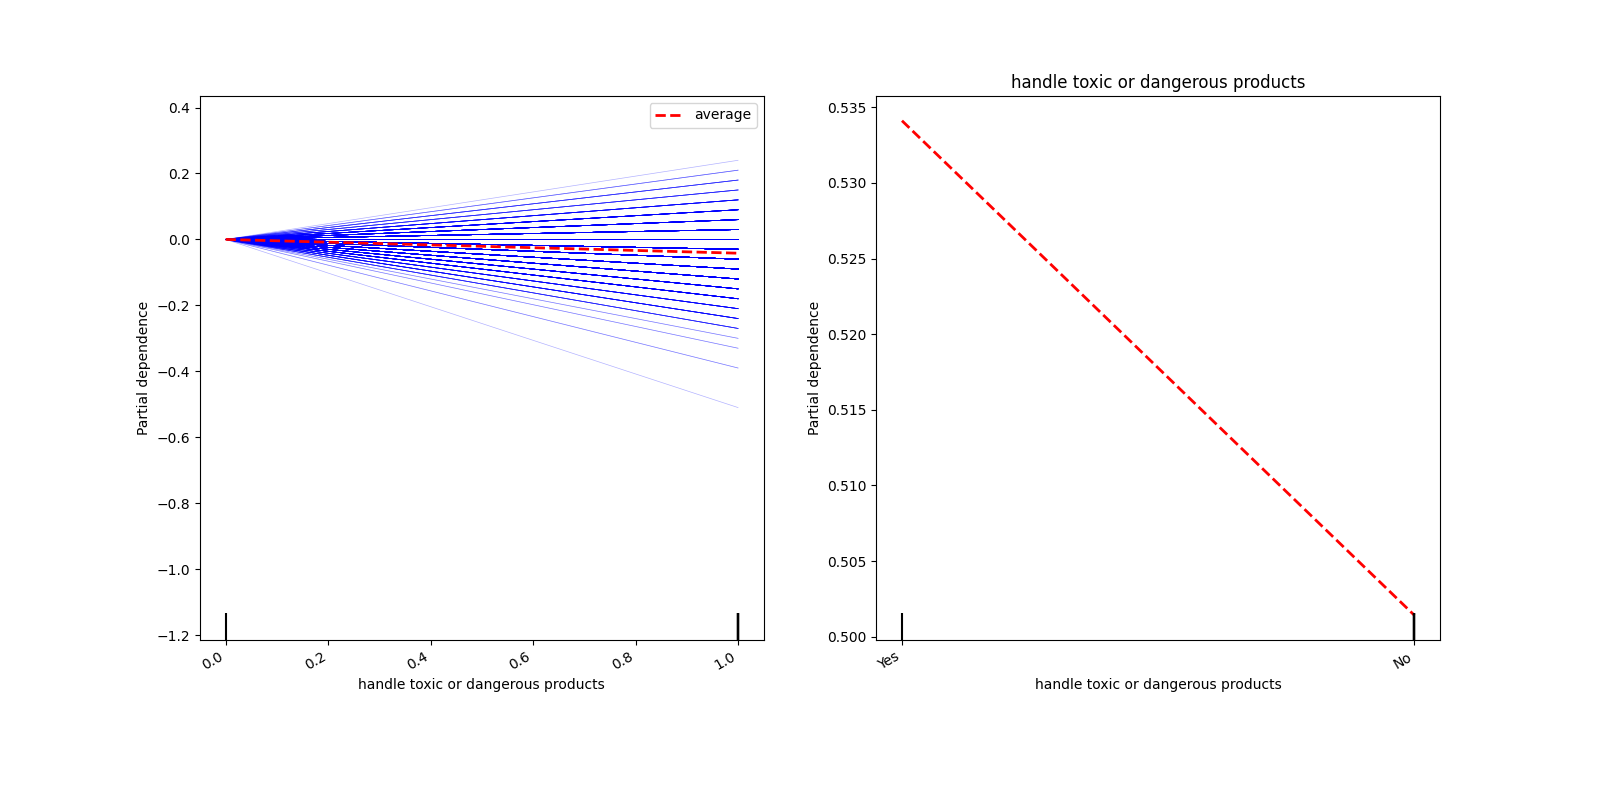 average
0.4
0.2
0.0
−0.2
−0.4
−0.6
−0.8
−1.0
−1.2
Partial dependence
0.0
0.2
0.4
0.6
0.8
1.0
handle toxic or dangerous products
handle toxic or dangerous products
0.535
0.530
0.525
0.520
0.515
0.510
0.505
0.500
Partial dependence
Yes
No
handle toxic or dangerous products